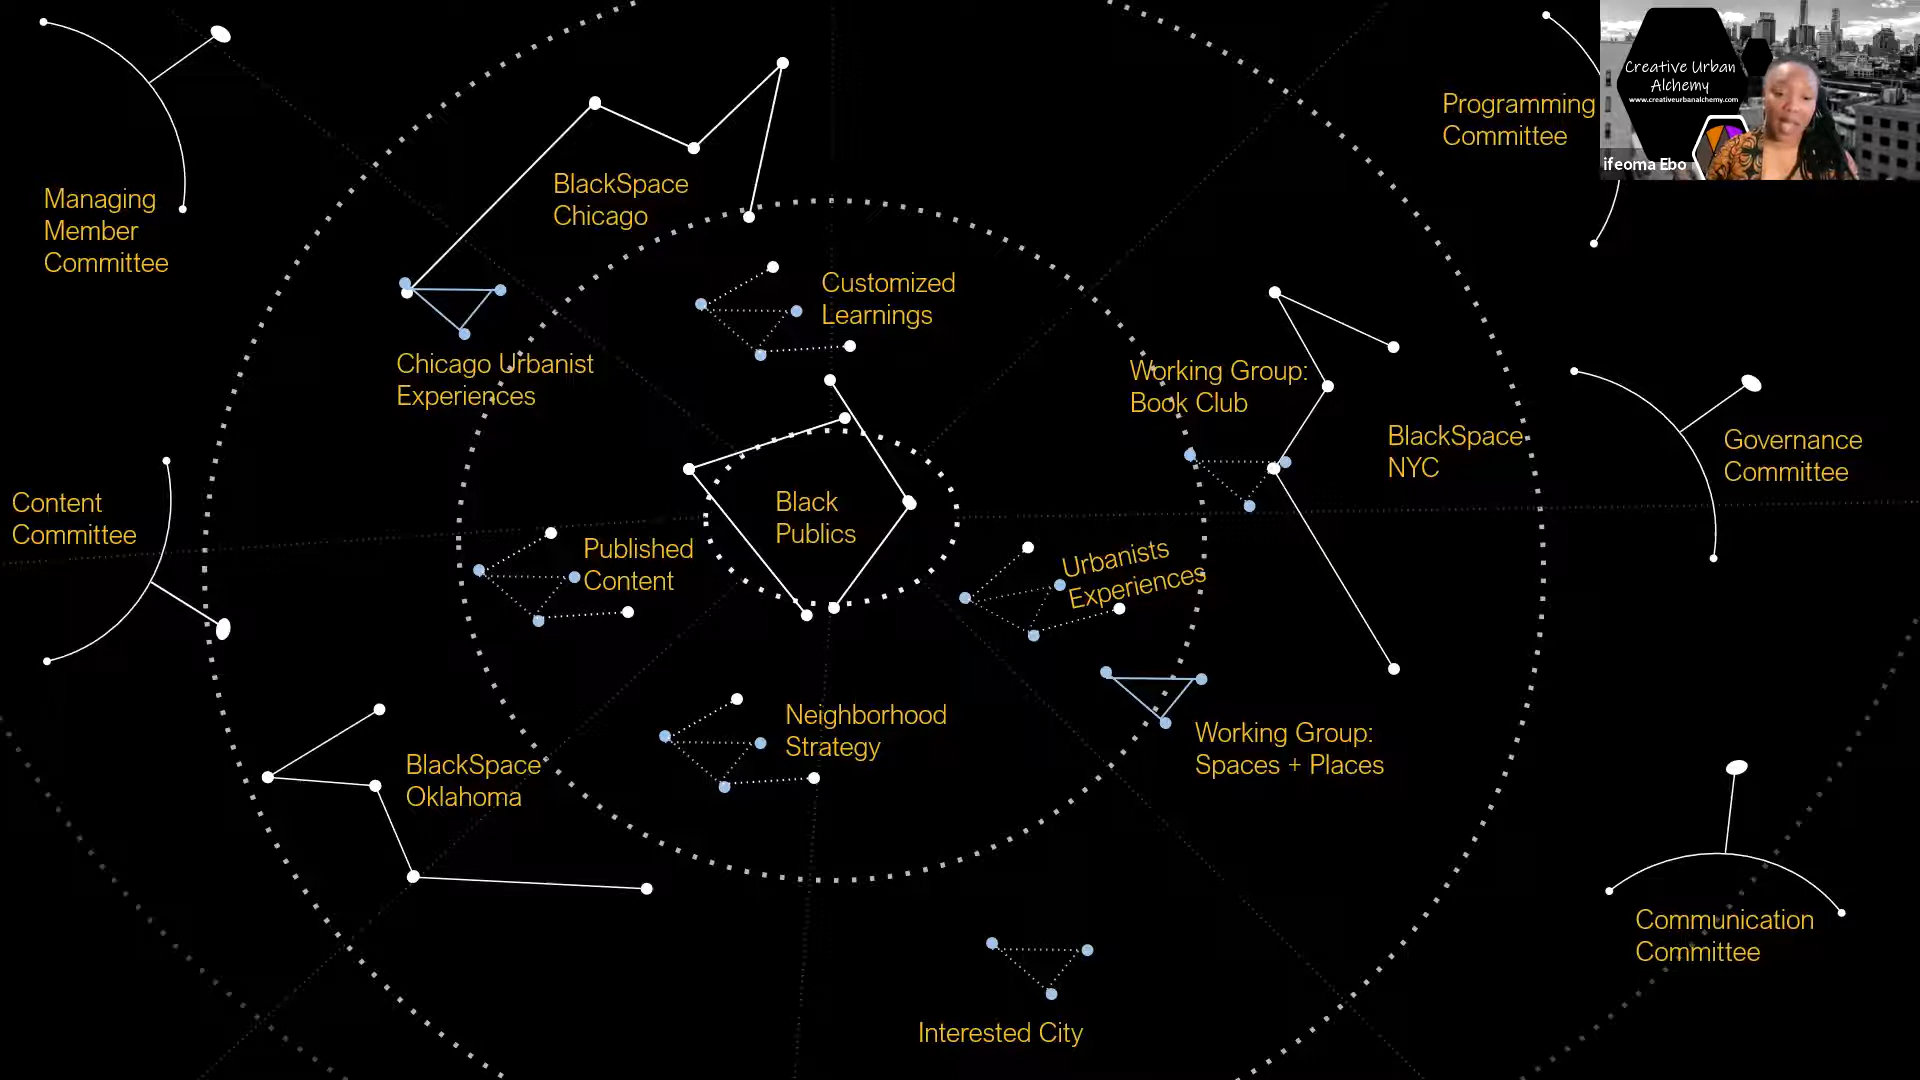 Creative Urban
Alchemy
www.creativeurbanalchemy.com
ifeoma Ebo
Programming
Committee
Managing
Member
Committee
BlackSpace
Chicago
Customized
Learnings
Chicago Urbanist
Experiences
Working Group:
Book Club
BlackSpace
NYC
Governance
Committee
Content
Committee
Black
Publics
Published
Content
Urbanists
Experiences
Neighborhood
Strategy
Working Group:
Spaces + Places
BlackSpace
Oklahoma
Communication
Committee
Interested City